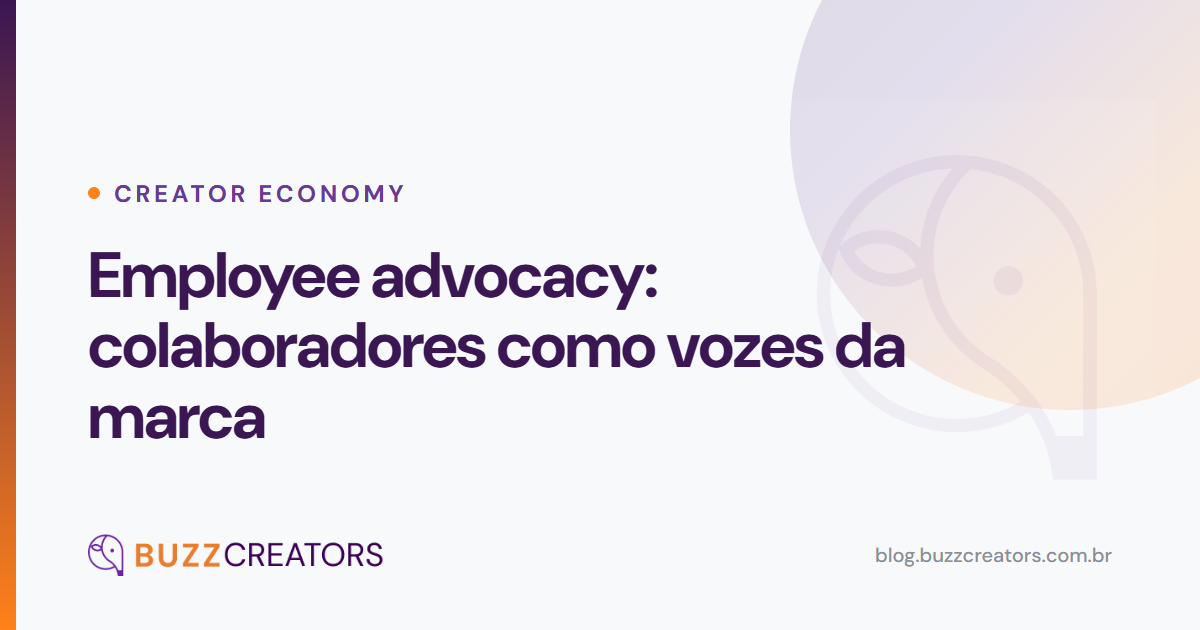 CREATOR ECONOMY
Employee advocacy:
colaboradores como vozes da
marca
BUZZCREATORS
blog.buzzcreators.com.br